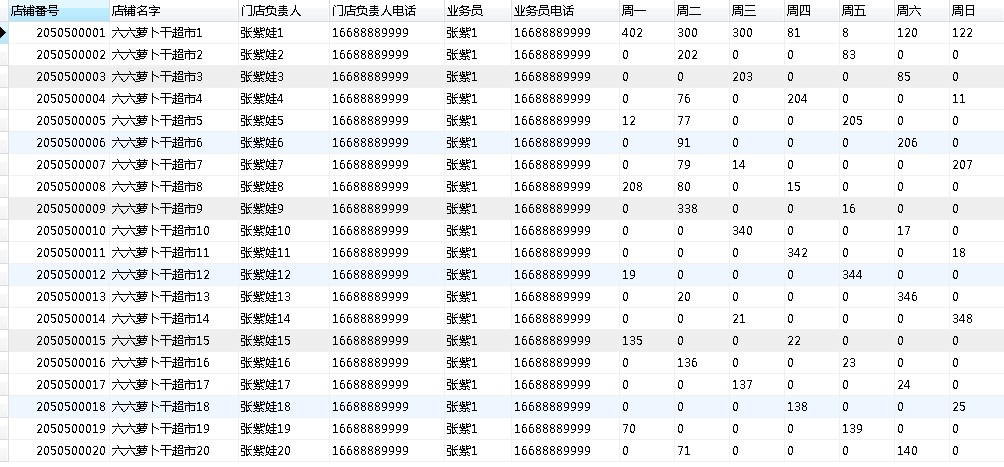 店铺番号 店铺名字 门店负责人 门店负责人电话 业务员 业务员电话 周一 周二 周三 周四 周五 周六 周日
2050500001 六六萝卜干超市1 张紫娃1 16688889999 张紫1 16688889999 402 300 300 81 8 120 122
2050500002 六六萝卜干超市2 张紫娃2 16688889999 张紫1 16688889999 0 202 0 0 83 0 0
2050500003 六六萝卜干超市3 张紫娃3 16688889999 张紫1 16688889999 0 0 203 0 0 85 0
2050500004 六六萝卜干超市4 张紫娃4 16688889999 张紫1 16688889999 0 76 0 204 0 0 11
2050500005 六六萝卜干超市5 张紫娃5 16688889999 张紫1 16688889999 12 77 0 0 205 0 0
2050500006 六六萝卜干超市6 张紫娃6 16688889999 张紫1 16688889999 0 91 0 0 0 206 0
2050500007 六六萝卜干超市7 张紫娃7 16688889999 张紫1 16688889999 0 79 14 0 0 0 207
2050500008 六六萝卜干超市8 张紫娃8 16688889999 张紫1 16688889999 208 80 0 15 0 0 0
2050500009 六六萝卜干超市9 张紫娃9 16688889999 张紫1 16688889999 0 338 0 0 16 0 0
2050500010 六六萝卜干超市10 张紫娃10 16688889999 张紫1 16688889999 0 0 340 0 0 17 0
2050500011 六六萝卜干超市11 张紫娃11 16688889999 张紫1 16688889999 0 0 0 342 0 0 18
2050500012 六六萝卜干超市12 张紫娃12 16688889999 张紫1 16688889999 19 0 0 0 344 0 0
2050500013 六六萝卜干超市13 张紫娃13 16688889999 张紫1 16688889999 0 20 0 0 0 346 0
2050500014 六六萝卜干超市14 张紫娃14 16688889999 张紫1 16688889999 0 0 21 0 0 0 348
2050500015 六六萝卜干超市15 张紫娃15 16688889999 张紫1 16688889999 135 0 0 22 0 0 0
2050500016 六六萝卜干超市16 张紫娃16 16688889999 张紫1 16688889999 0 136 0 0 23 0 0
2050500017 六六萝卜干超市17 张紫娃17 16688889999 张紫1 16688889999 0 0 137 0 0 24 0
2050500018 六六萝卜干超市18 张紫娃18 16688889999 张紫1 16688889999 0 0 0 138 0 0 25
2050500019 六六萝卜干超市19 张紫娃19 16688889999 张紫1 16688889999 70 0 0 0 139 0 0
2050500020 六六萝卜干超市20 张紫娃20 16688889999 张紫1 16688889999 0 71 0 0 0 140 0